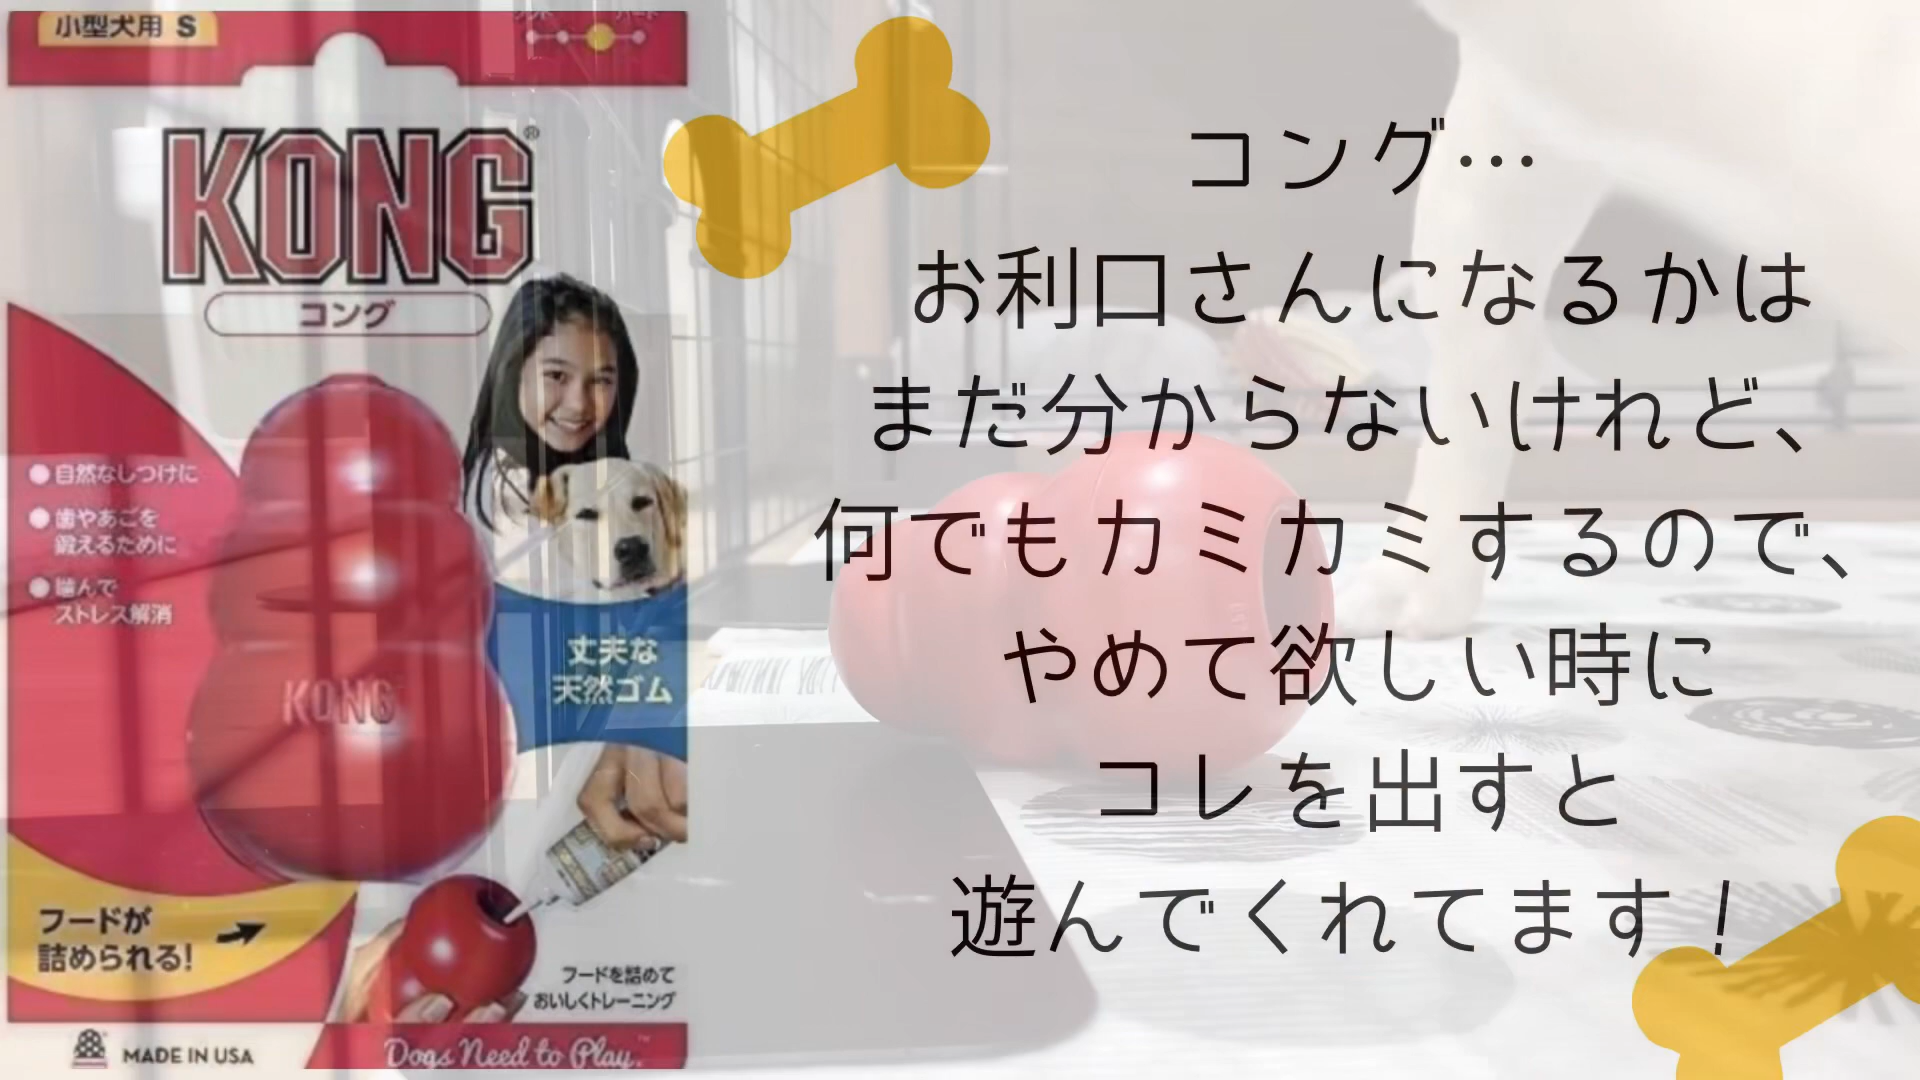 小型犬用 S
KONG®
コング
自然なしつけに
歯やあごを
鍛えるために
噛んで
ストレス解消
KONG
丈夫な
天然ゴム
フードが
詰められる!
フードを詰めて
おいしくトレーニング
MADE IN USA
Dogs Need to Play.™
コング…
お利口さんになるかは
まだ分からないけれど、
何でもカミカミするので、
やめて欲しい時に
コレを出すと
遊んでくれてます！